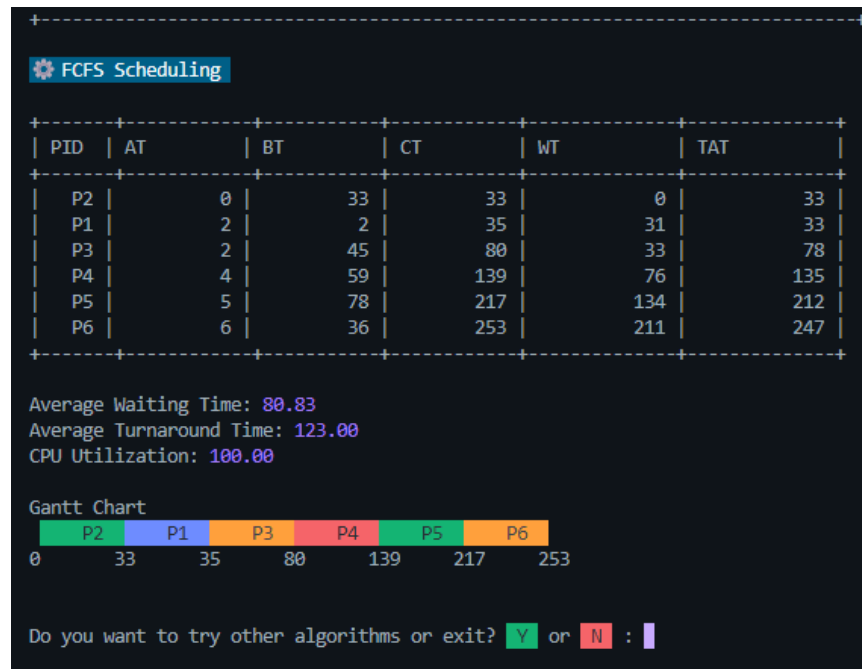 +------------------------------------------------------------------------------+
⚙ FCFS Scheduling
+-------+------------+-----------+------------+--------------+--------------+
| PID | AT | BT | CT | WT | TAT |
+-------+------------+-----------+------------+--------------+--------------+
| P2 | 0 | 33 | 33 | 0 | 33 |
| P1 | 2 | 2 | 35 | 31 | 33 |
| P3 | 2 | 45 | 80 | 33 | 78 |
| P4 | 4 | 59 | 139 | 76 | 135 |
| P5 | 5 | 78 | 217 | 134 | 212 |
| P6 | 6 | 36 | 253 | 211 | 247 |
+-------+------------+-----------+------------+--------------+--------------+
Average Waiting Time: 80.83
Average Turnaround Time: 123.00
CPU Utilization: 100.00
Gantt Chart
P2 P1 P3 P4 P5 P6
0 33 35 80 139 217 253
Do you want to try other algorithms or exit? Y or N :